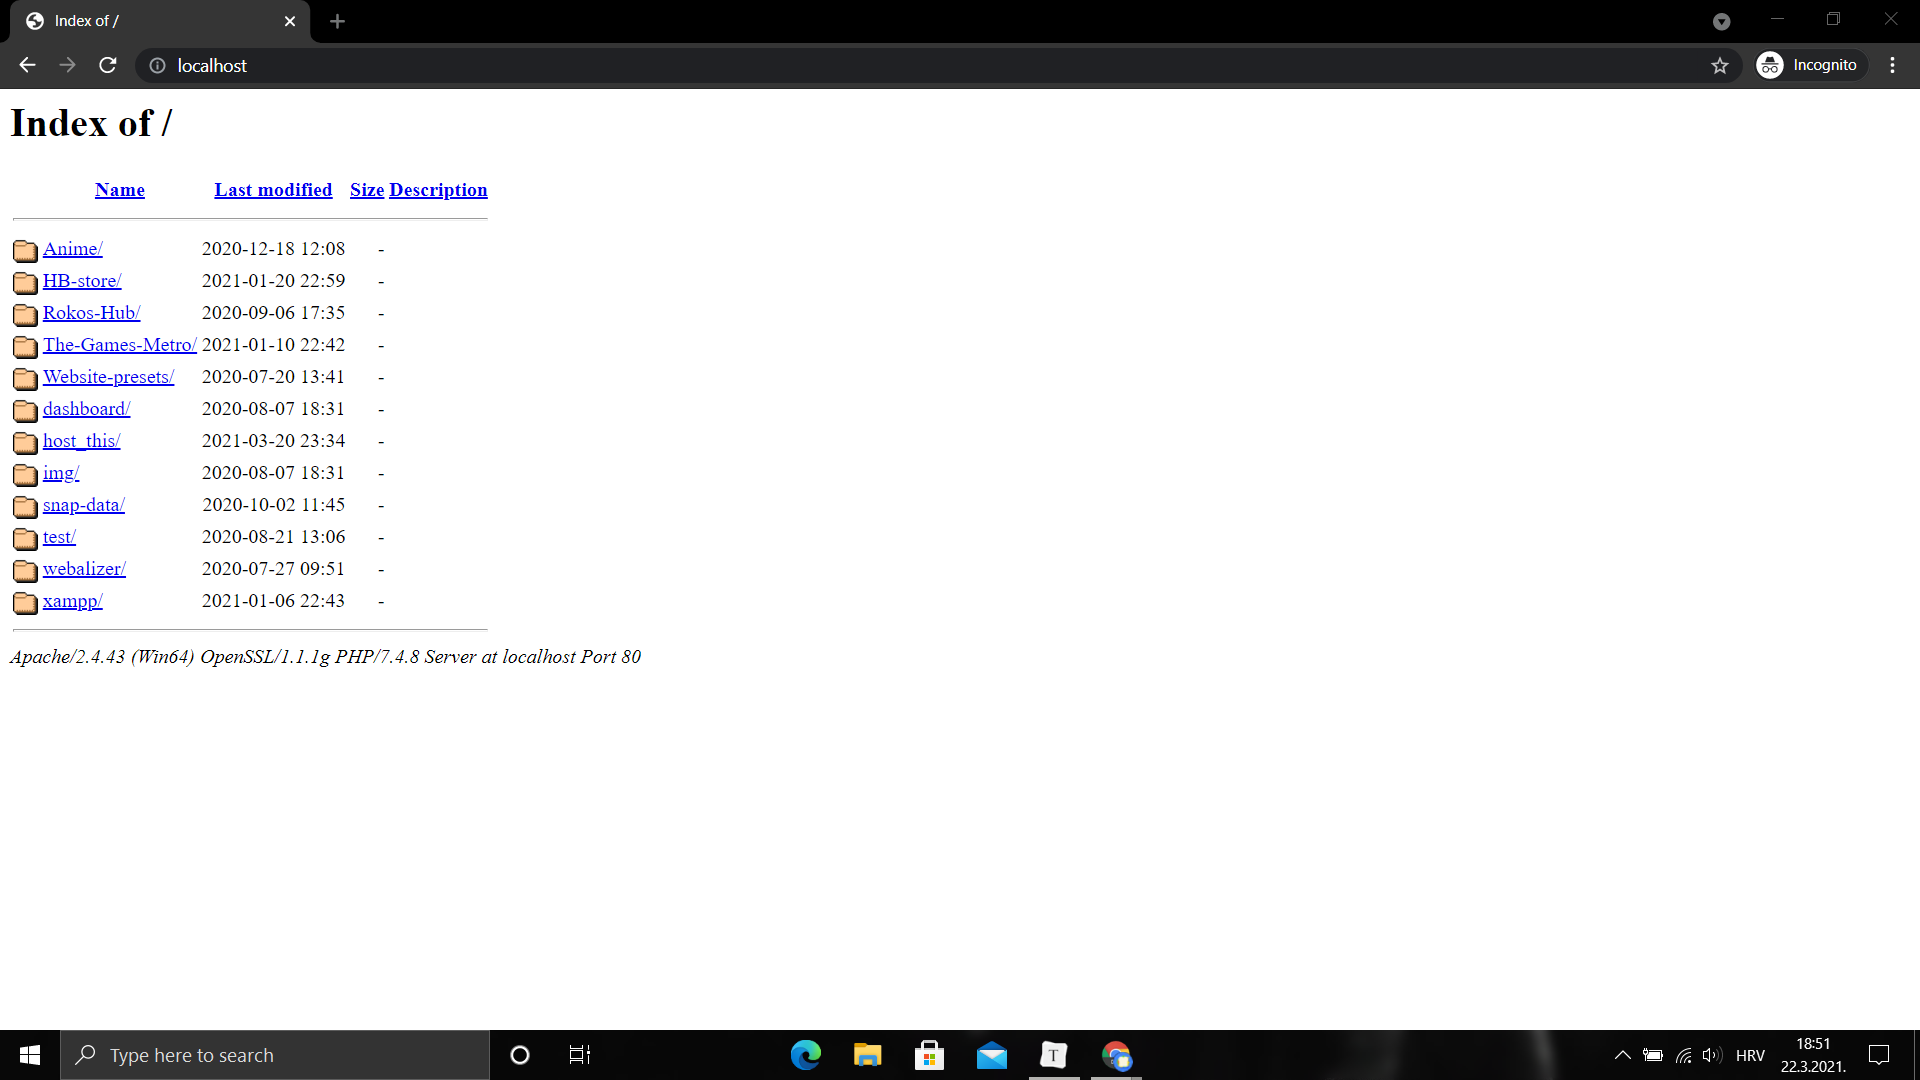 Index of /
localhost
Incognito
Index of /
Name Last modified Size Description
Anime/ 2020-12-18 12:08 -
HB-store/ 2021-01-20 22:59 -
Rokos-Hub/ 2020-09-06 17:35 -
The-Games-Metro/ 2021-01-10 22:42 -
Website-presets/ 2020-07-20 13:41 -
dashboard/ 2020-08-07 18:31 -
host_this/ 2021-03-20 23:34 -
img/ 2020-08-07 18:31 -
snap-data/ 2020-10-02 11:45 -
test/ 2020-08-21 13:06 -
webalizer/ 2020-07-27 09:51 -
xampp/ 2021-01-06 22:43 -
Apache/2.4.43 (Win64) OpenSSL/1.1.1g PHP/7.4.8 Server at localhost Port 80
Type here to search
T
HRV
18:51
22.3.2021.